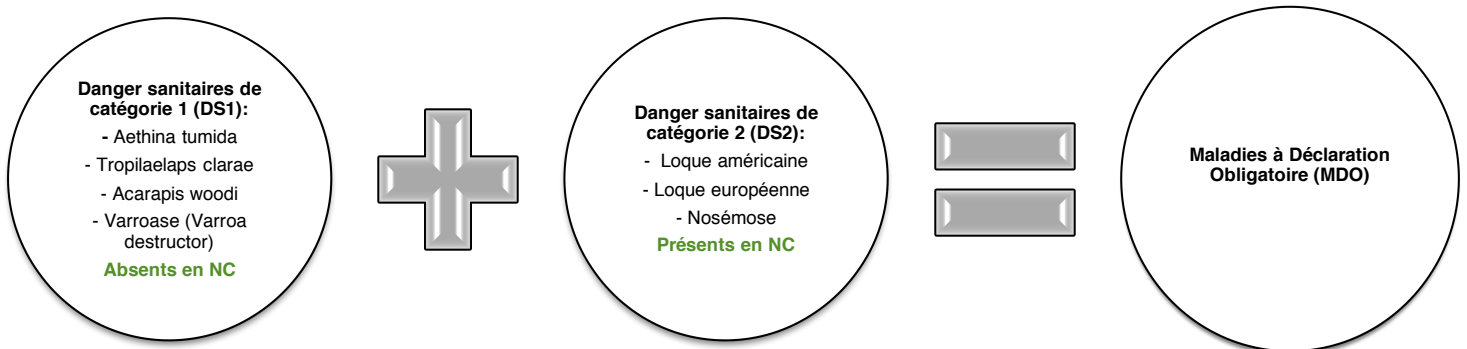 Danger sanitaires de
catégorie 1 (DS1):
- Aethina tumida
- Tropilaelaps clarae
- Acarapis woodi
- Varroase (Varroa
destructor)
Absents en NC
Danger sanitaires de
catégorie 2 (DS2):
- Loque américaine
- Loque européenne
- Nosémose
Présents en NC
Maladies à Déclaration
Obligatoire (MDO)